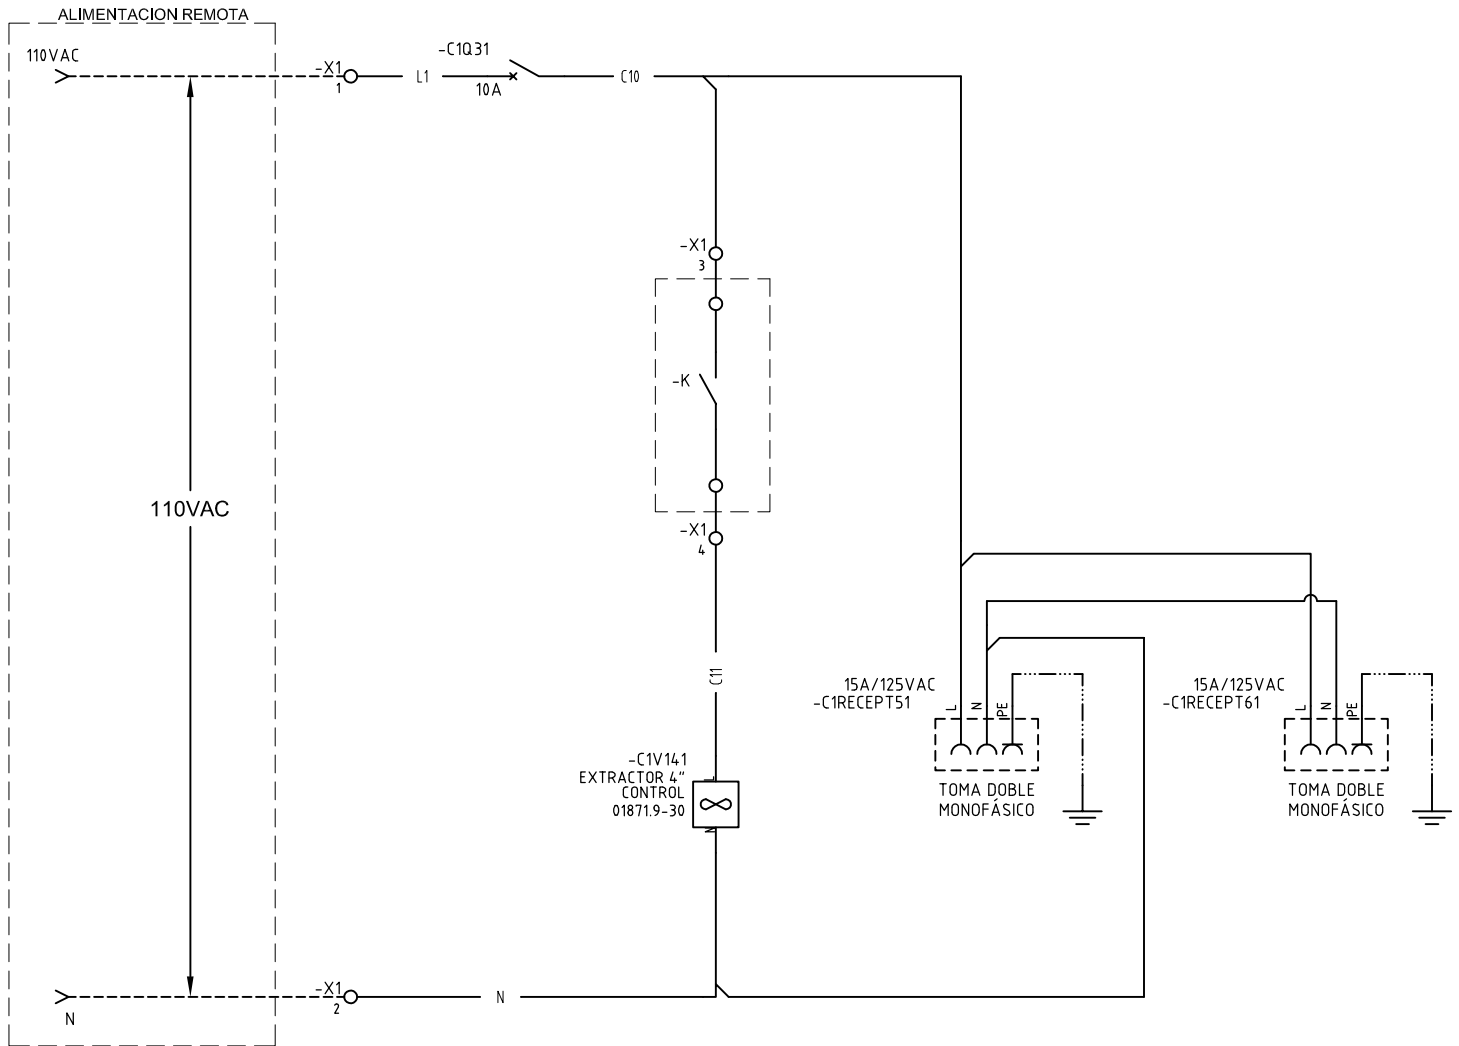 ALIMENTACION REMOTA
110VAC
-X1
1
L1
-C1Q31
10A
C10
-X1
3
-K
110VAC
-X1
4
C11
15A/125VAC
-C1RECEPT51
L
N
PE
15A/125VAC
-C1RECEPT61
L
N
PE
-C1V141
EXTRACTOR 4"
CONTROL
01871.9-30
L
N
TOMA DOBLE
MONOFÁSICO
TOMA DOBLE
MONOFÁSICO
-X1
2
N
N